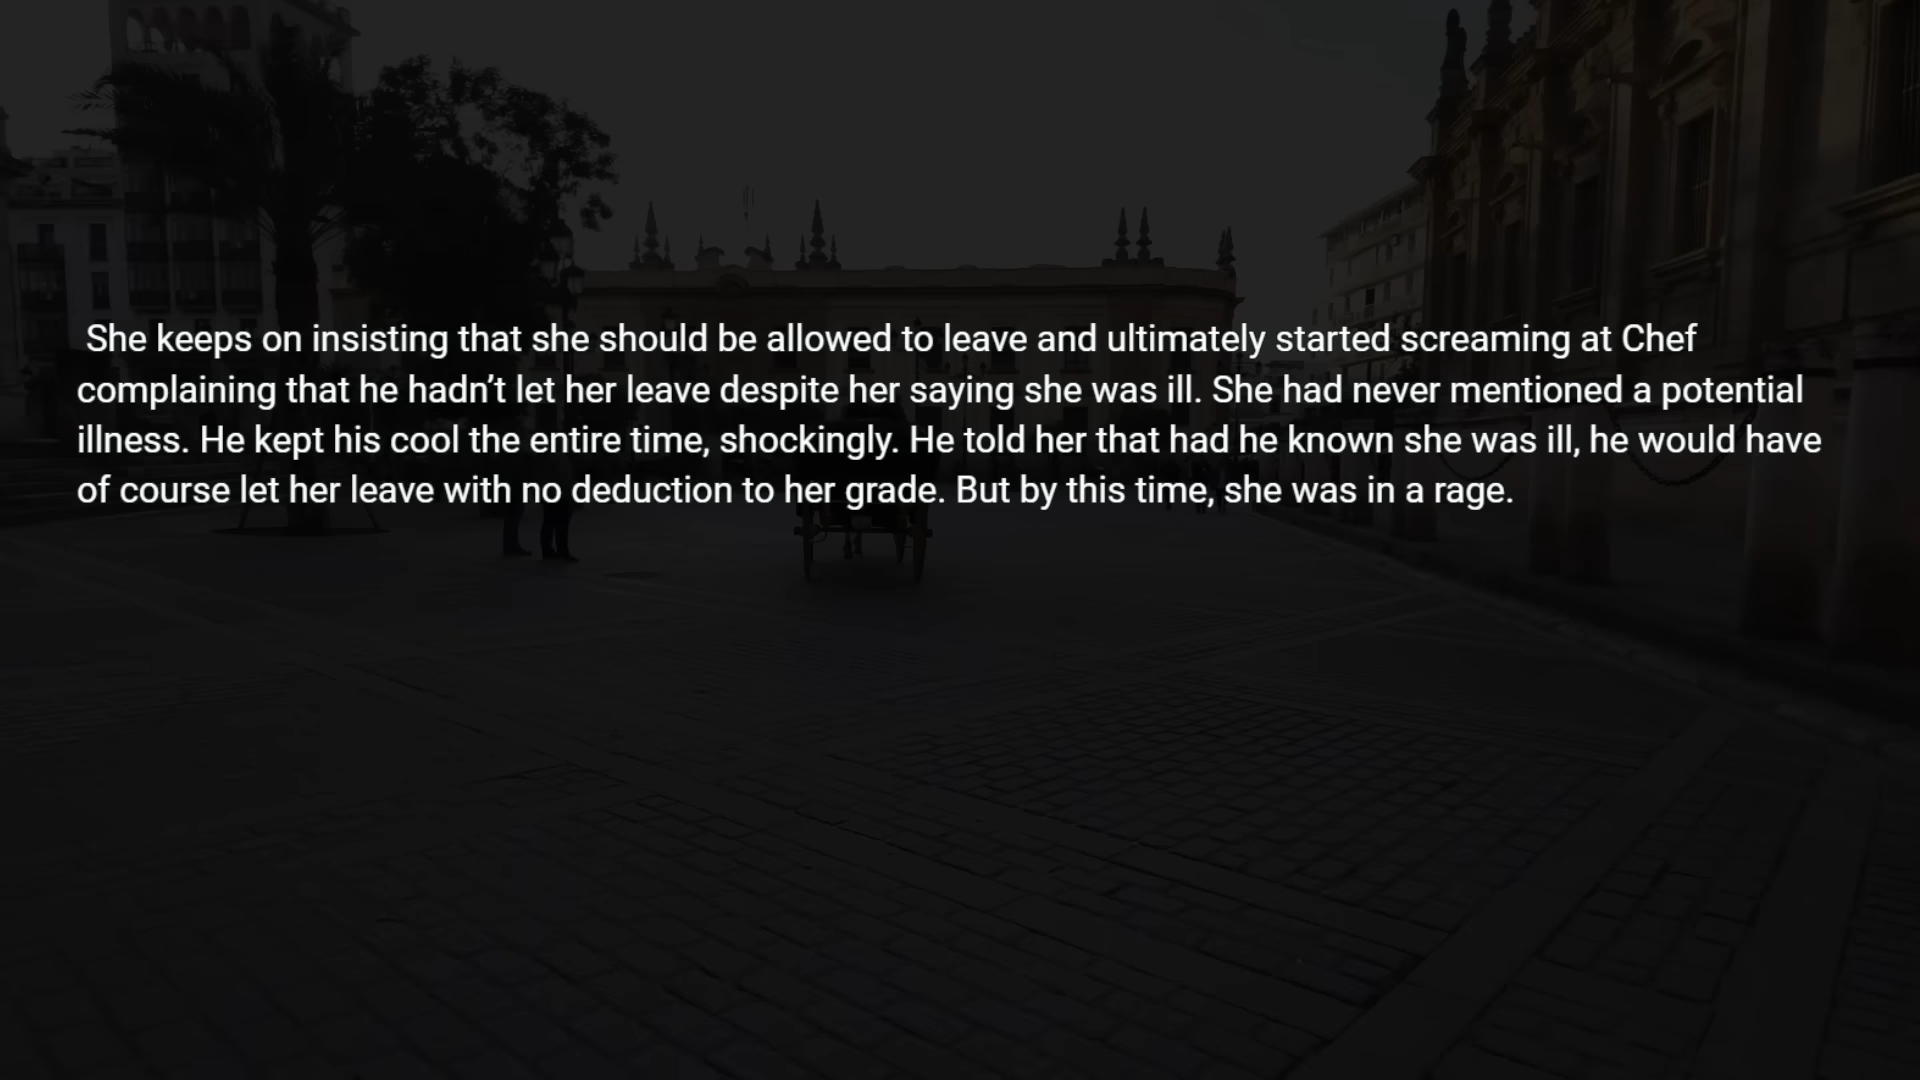 She keeps on insisting that she should be allowed to leave and ultimately started screaming at Chef
complaining that he hadn’t let her leave despite her saying she was ill. She had never mentioned a potential
illness. He kept his cool the entire time, shockingly. He told her that had he known she was ill, he would have
of course let her leave with no deduction to her grade. But by this time, she was in a rage.